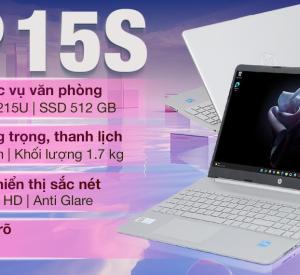 P 15S
c vụ văn phòng
215U | SSD 512 GB
ng trọng, thanh lịch
n | Khối lượng 1.7 kg
hiển thị sắc nét
HD | Anti Glare
rõ
hp